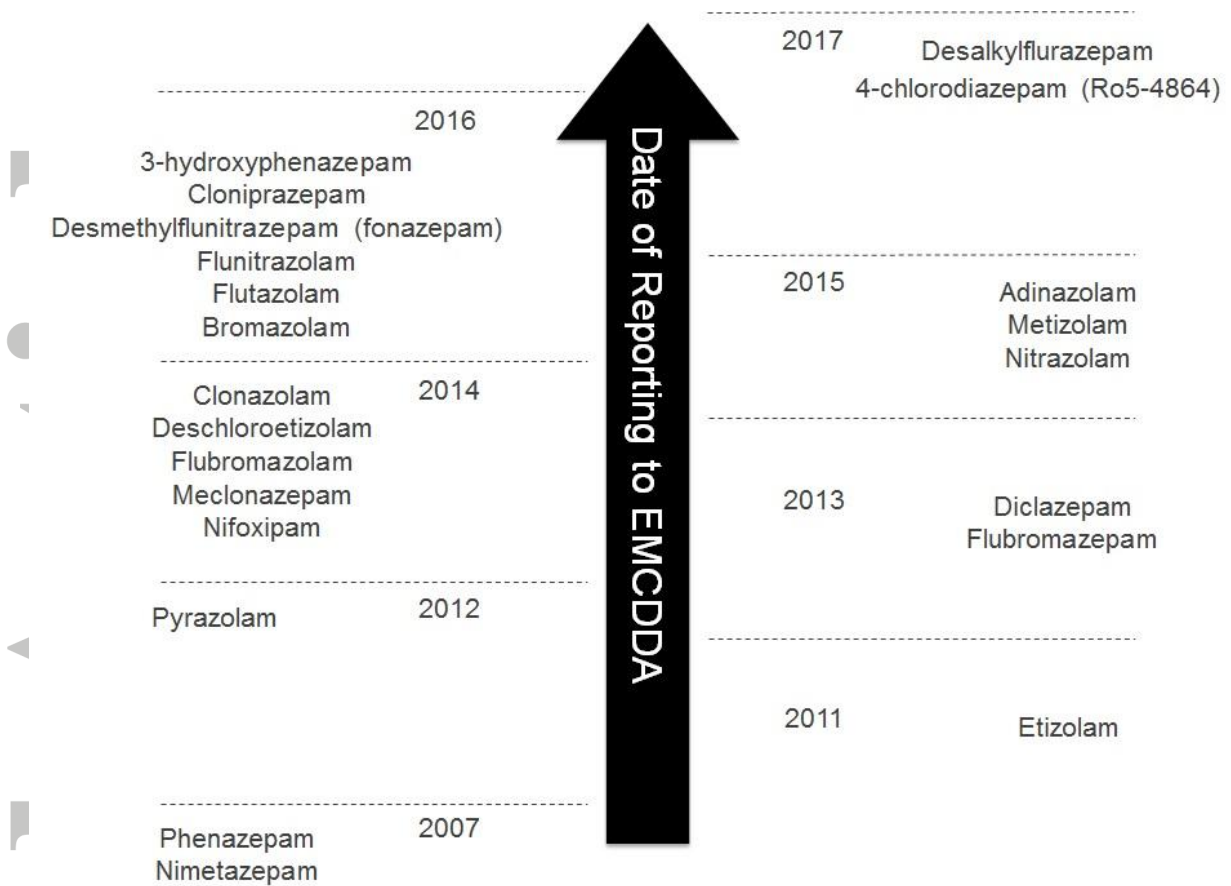 2017
Desalkylflurazepam
4-chlorodiazepam (Ro5-4864)
2016
3-hydroxyphenazepam
Cloniprazepam
Desmethylflunitrazepam (fonazepam)
Flunitrazolam
Flutazolam
Bromazolam
2015
Adinazolam
Metizolam
Nitrazolam
2014
Clonazolam
Deschloroetizolam
Flubromazolam
Meclonazepam
Nifoxipam
2013
Diclazepam
Flubromazepam
2012
Pyrazolam
2011
Etizolam
2007
Phenazepam
Nimetazepam
Date of Reporting to EMCDDA